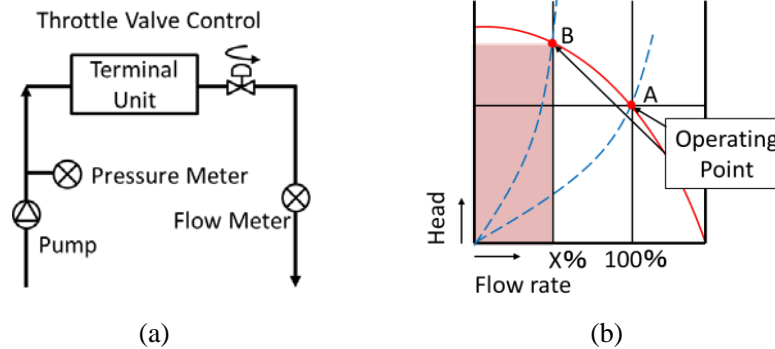 Throttle Valve Control
Terminal
Unit
Pressure Meter
Flow Meter
Pump
(a)
B
A
Operating
Point
Head
X% 100%
Flow rate
(b)